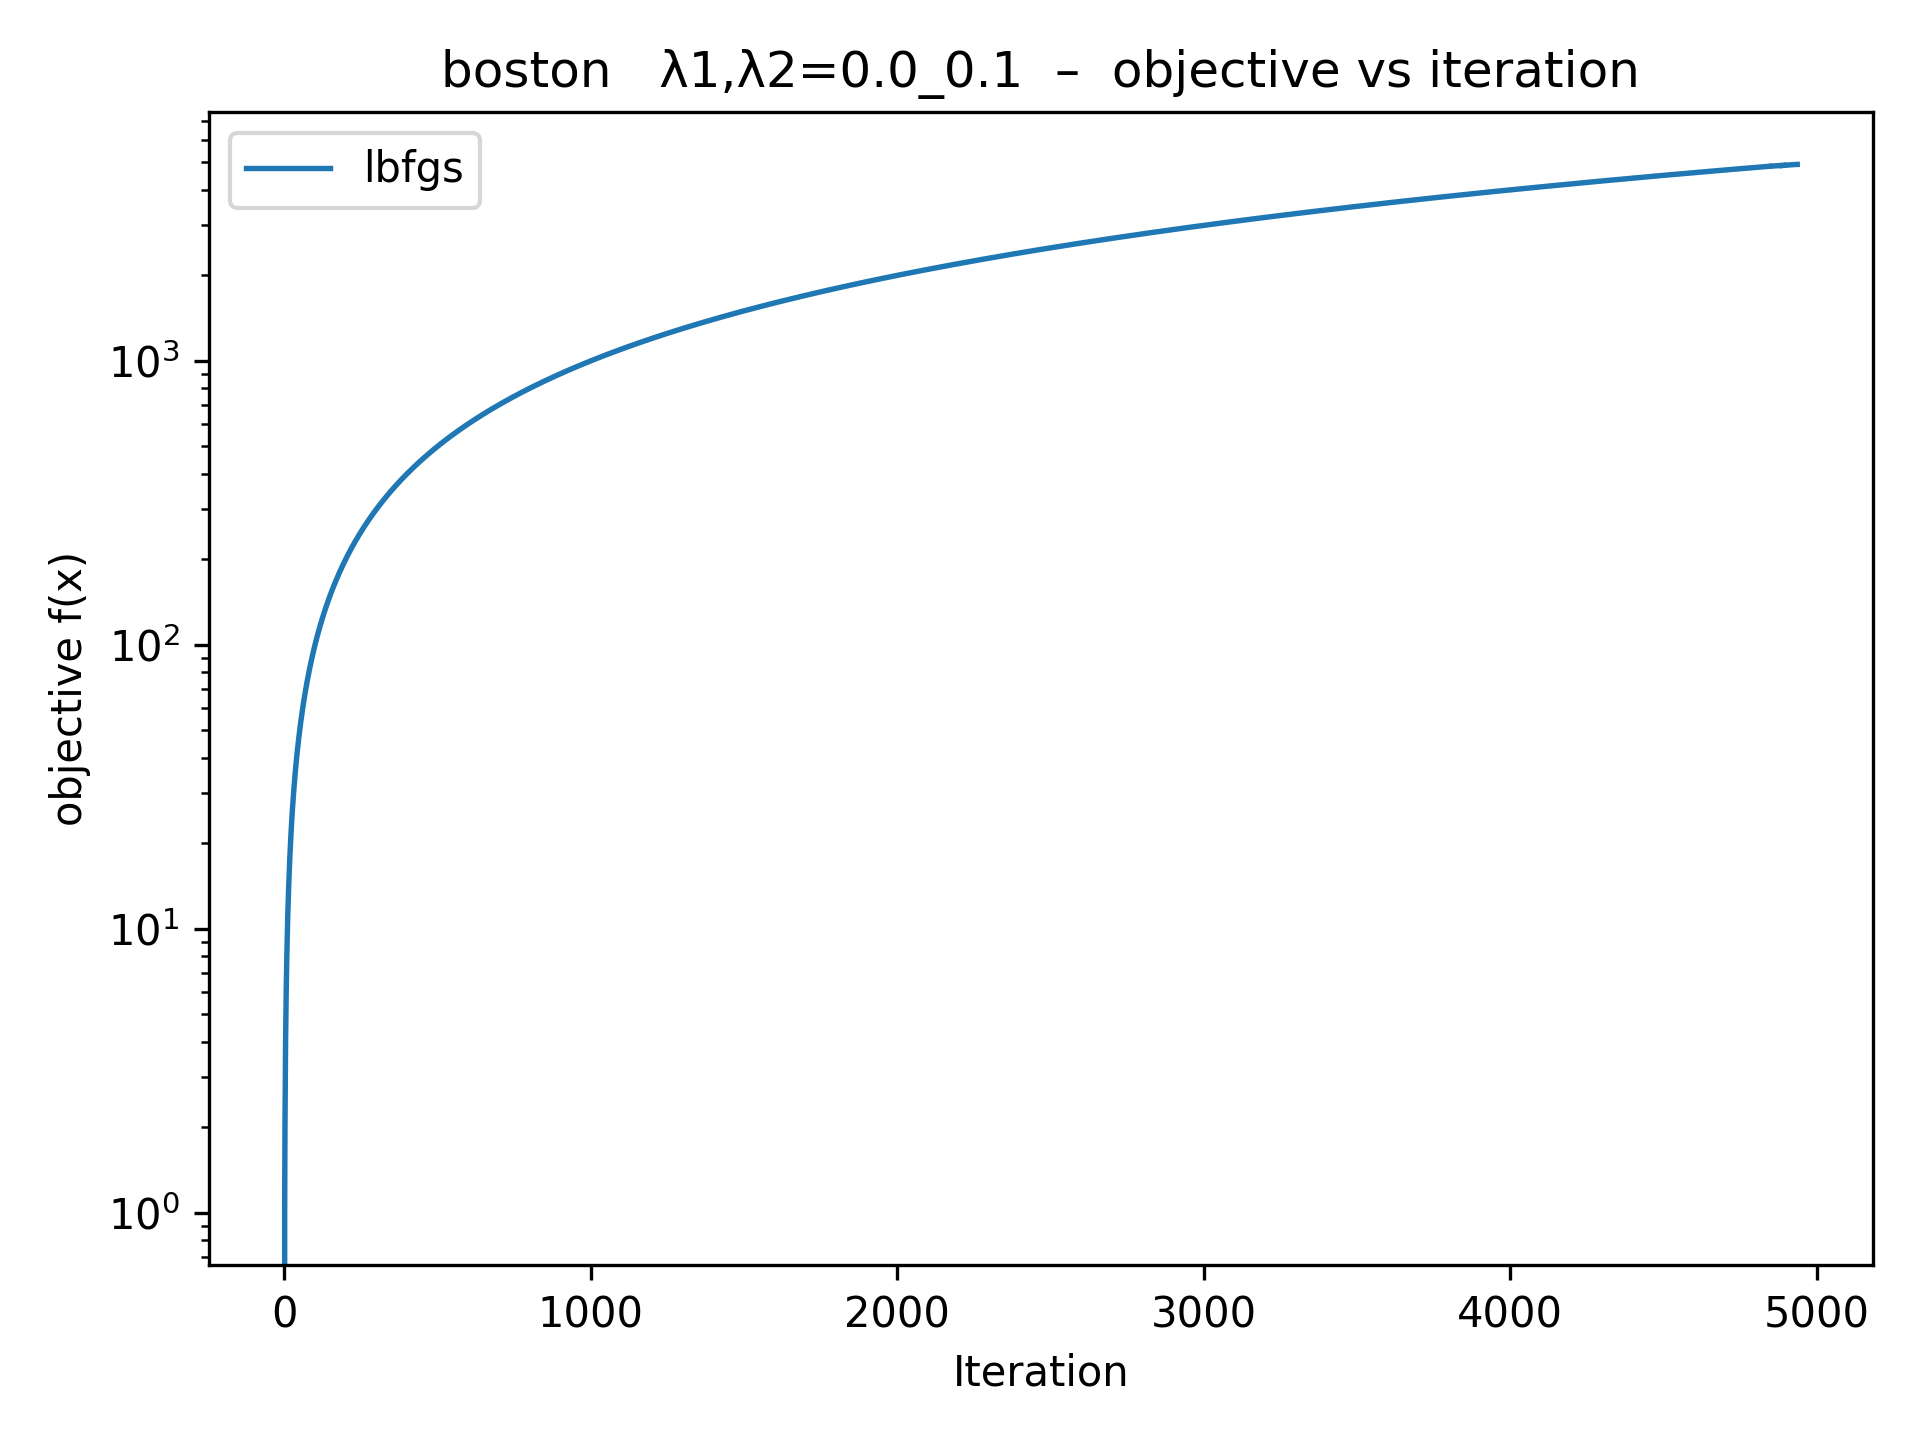 boston   λ1,λ2=0.0_0.1  –  objective vs iteration
lbfgs
objective f(x)
10³
10²
10¹
10⁰
0 1000 2000 3000 4000 5000
Iteration